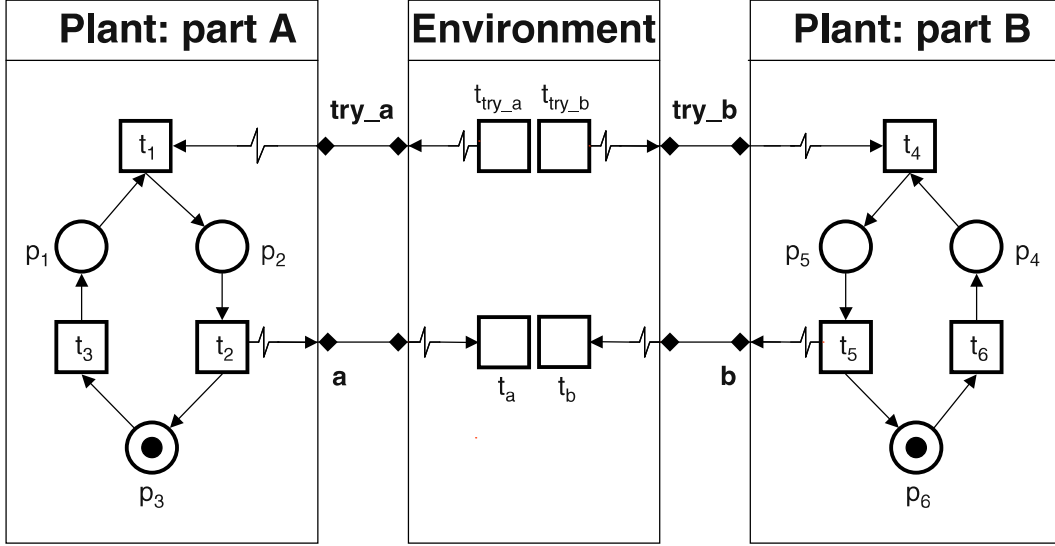 Plant: part A
Environment
Plant: part B
t_try_a
t_try_b
try_a
try_b
t₁
t₄
p₁
p₂
p₅
p₄
t₃
t₂
t₅
t₆
a
b
t_a
t_b
p₃
p₆